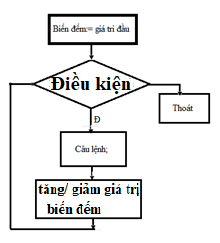 Biến đếm:= giá trị đầu
Điều kiện
Thoát
Đ
Câu lệnh;
tăng/ giảm giá trị
biến đếm